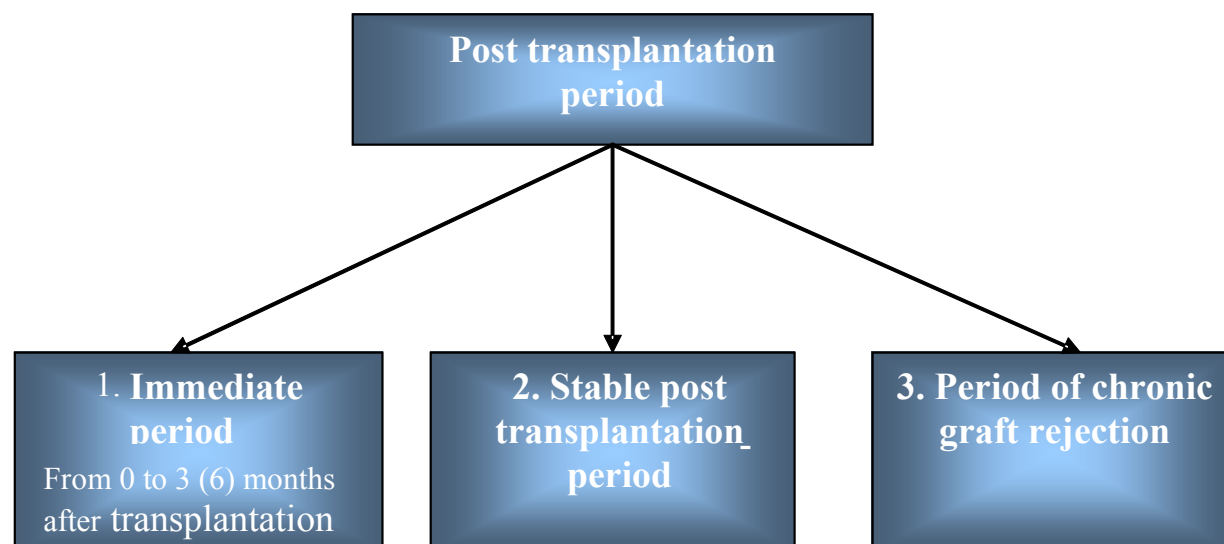 Post transplantation
period
1. Immediate
period
From 0 to 3 (6) months
after transplantation
2. Stable post
transplantation
period
3. Period of chronic
graft rejection